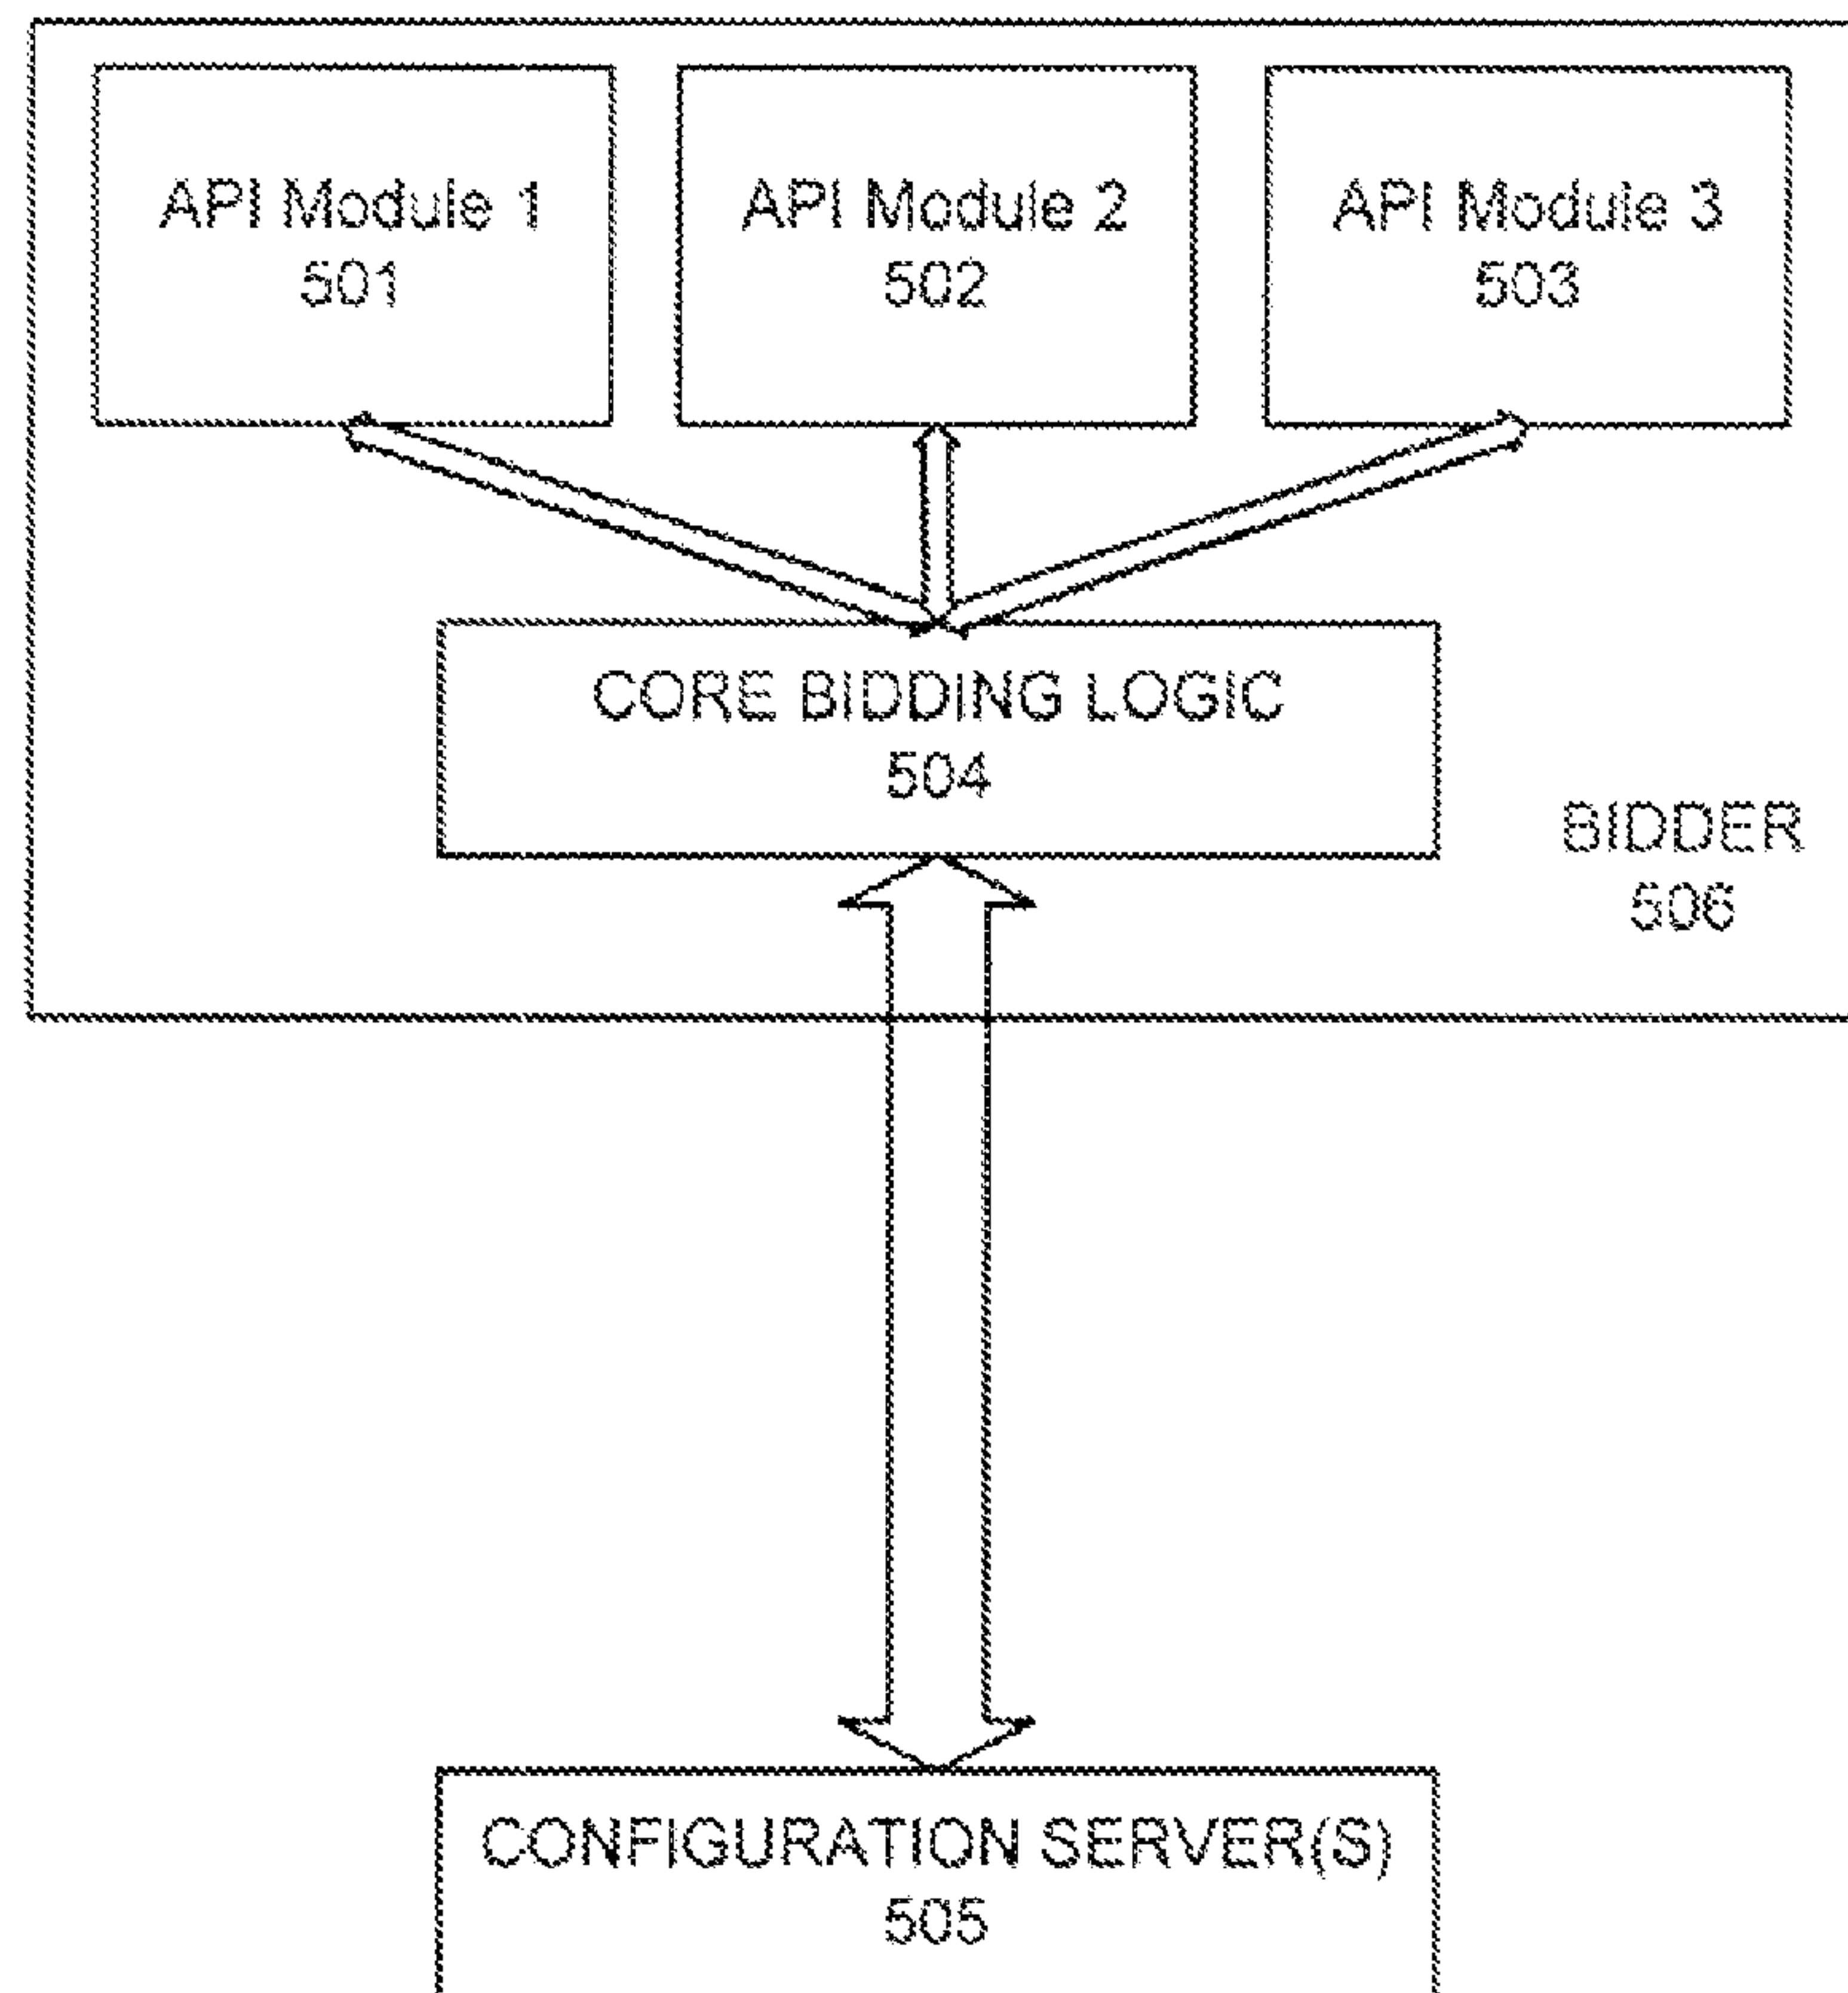 API Module 1
501
API Module 2
502
API Module 3
503
CORE BIDDING LOGIC
504
BIDDER
506
CONFIGURATION SERVER(S)
505